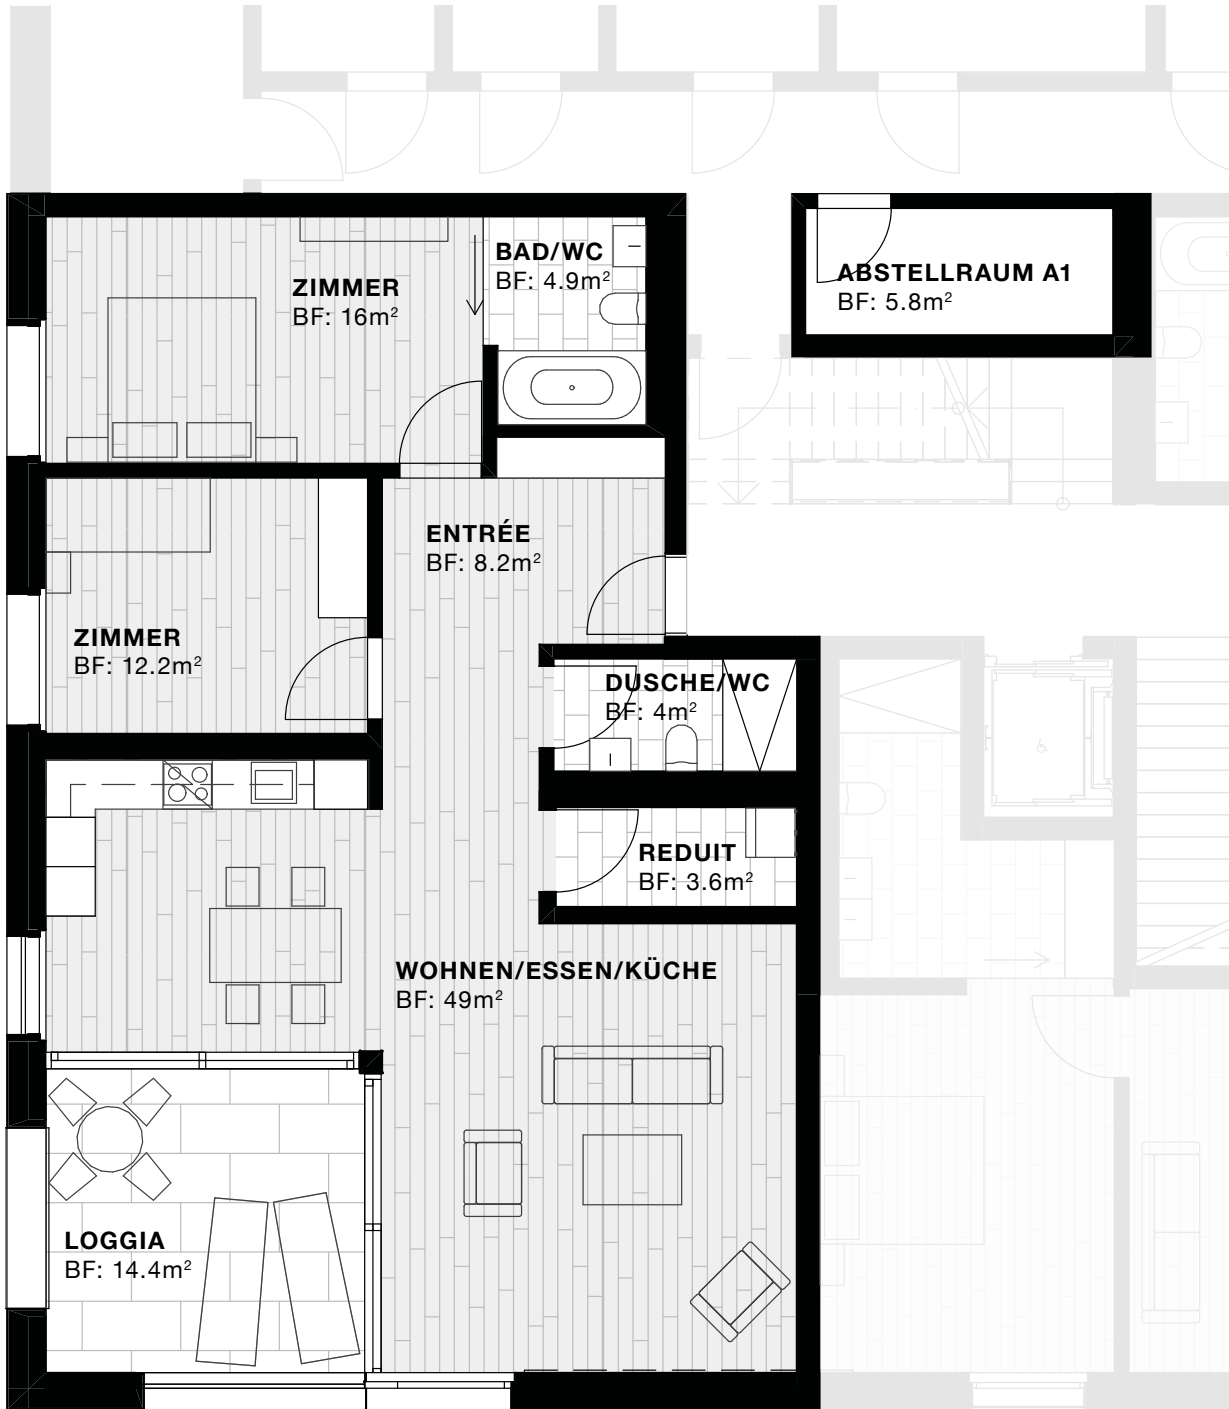 BAD/WC
BF: 4.9m²
ZIMMER
BF: 16m²
ABSTELLRAUM A1
BF: 5.8m²
ENTRÉE
BF: 8.2m²
ZIMMER
BF: 12.2m²
DUSCHE/WC
BF: 4m²
REDUIT
BF: 3.6m²
WOHNEN/ESSEN/KÜCHE
BF: 49m²
LOGGIA
BF: 14.4m²